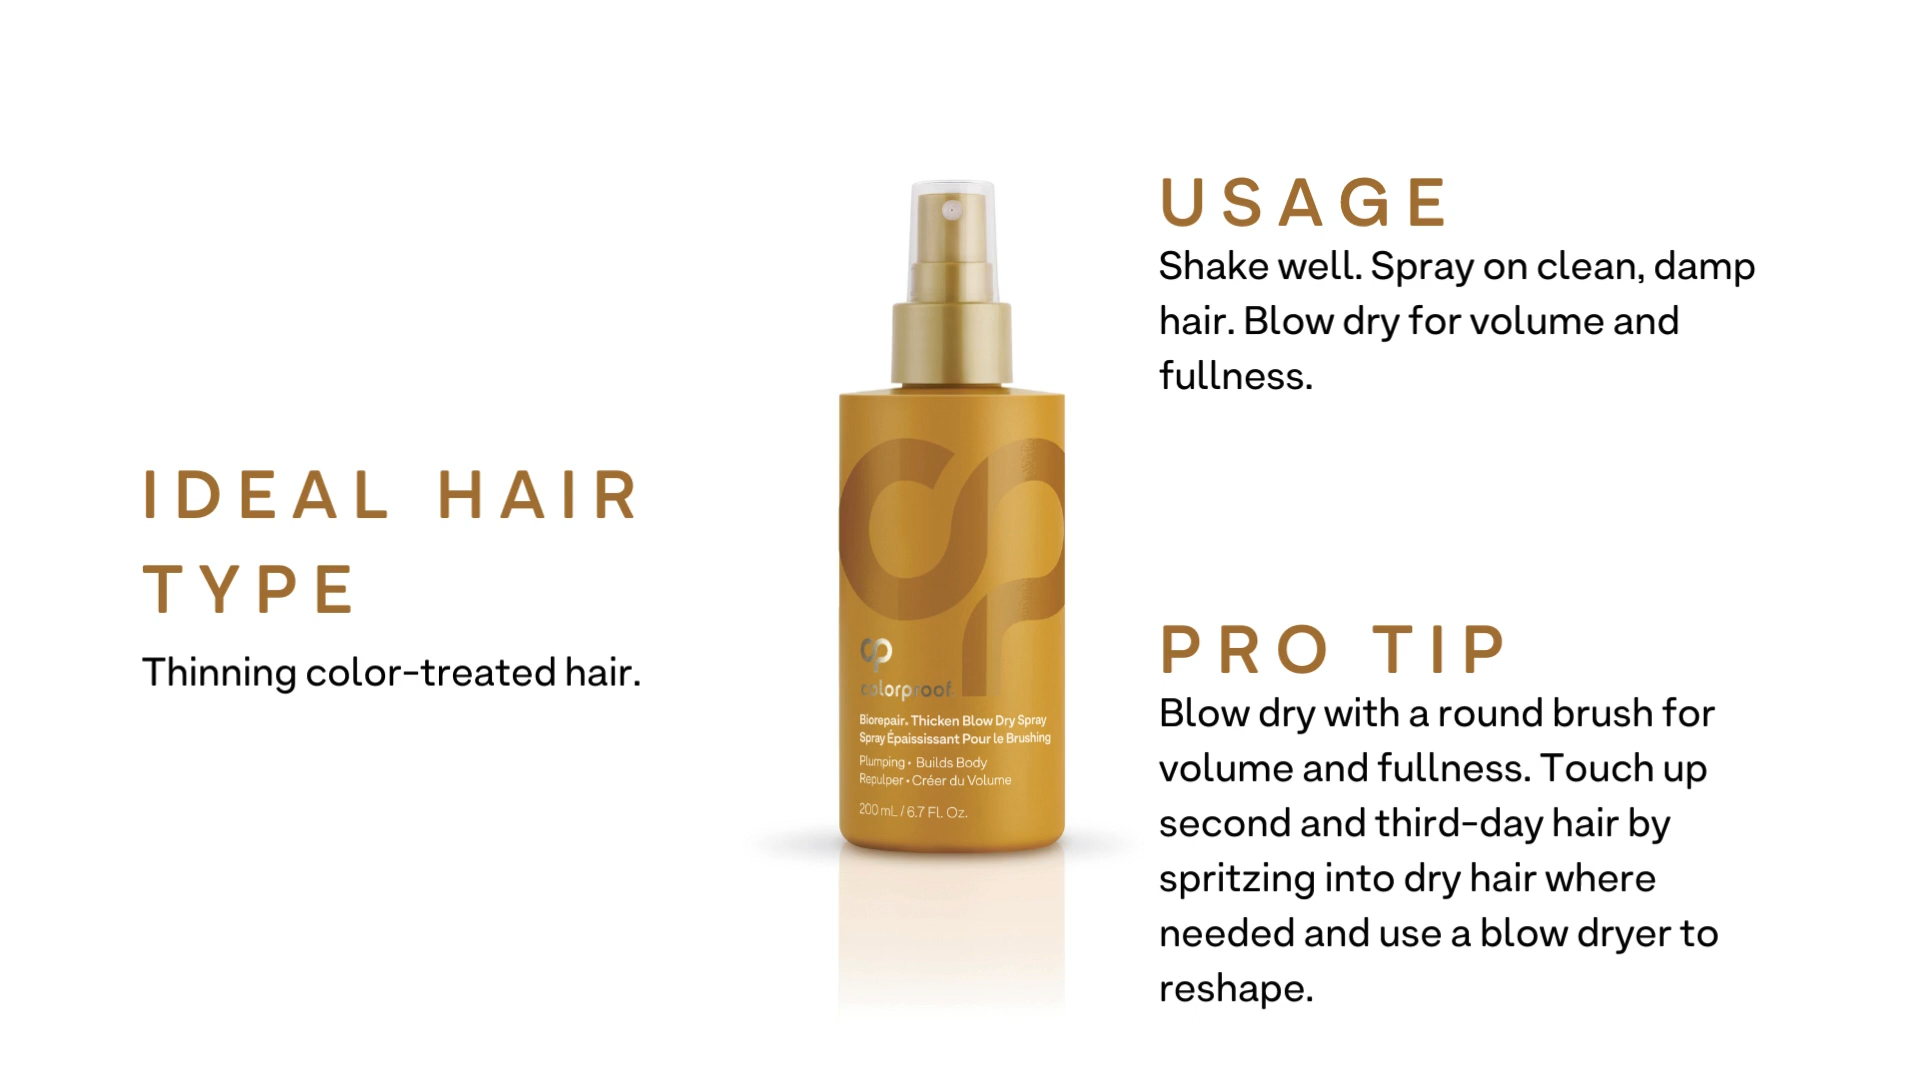 IDEAL HAIR
TYPE
Thinning color-treated hair.
cp
colorproof
Biorepair. Thicken Blow Dry Spray
Spray Épaississant Pour le Brushing
Plumping • Builds Body
Repulper • Créer du Volume
200 mL / 6.7 Fl. Oz.
USAGE
Shake well. Spray on clean, damp
hair. Blow dry for volume and
fullness.
PRO TIP
Blow dry with a round brush for
volume and fullness. Touch up
second and third-day hair by
spritzing into dry hair where
needed and use a blow dryer to
reshape.